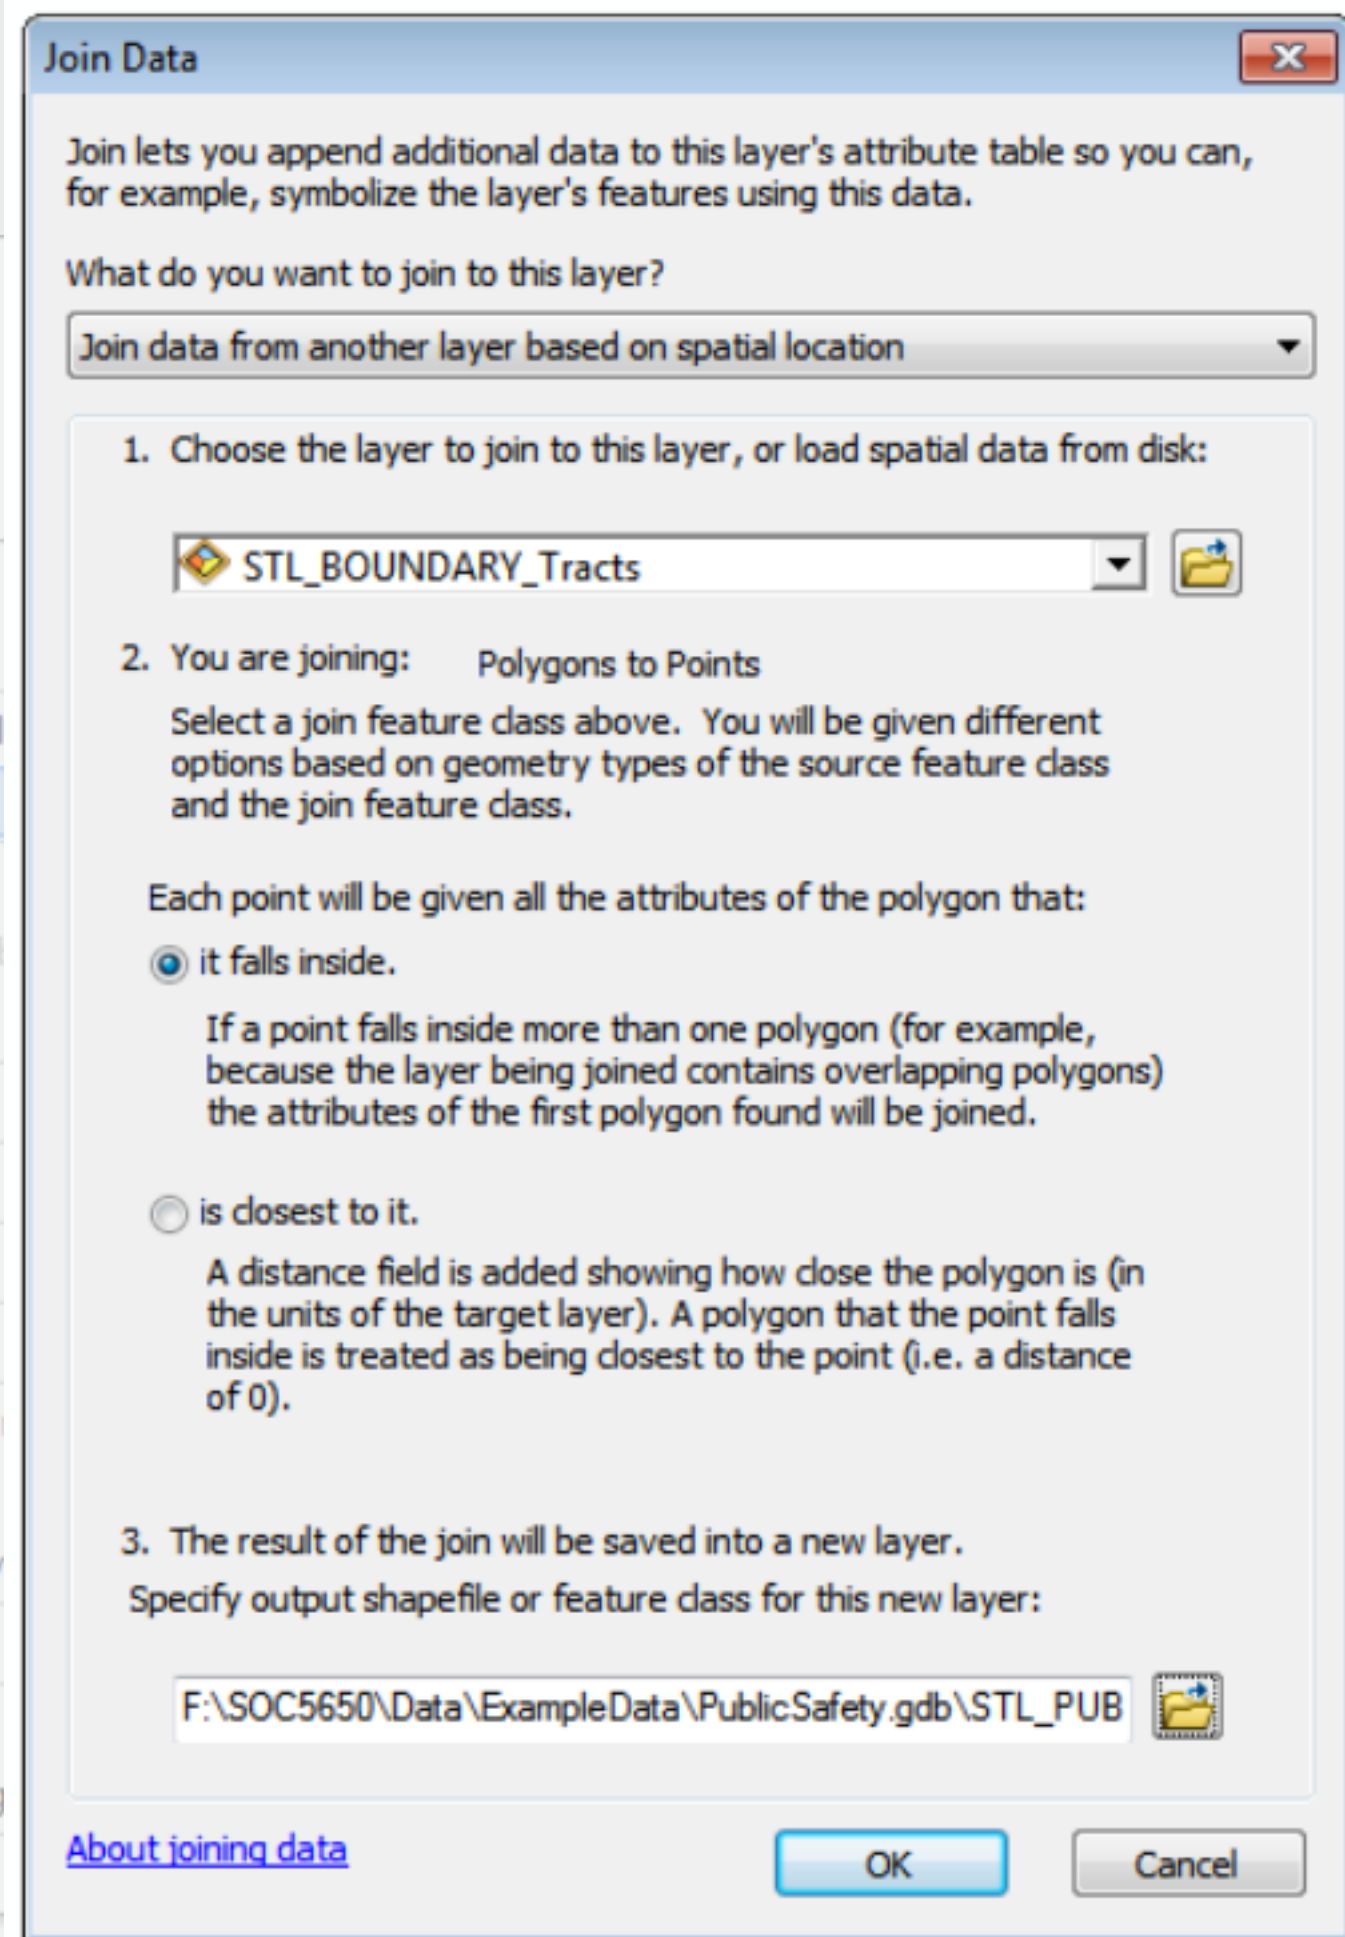 Join Data
Join lets you append additional data to this layer's attribute table so you can,
for example, symbolize the layer's features using this data.
What do you want to join to this layer?
Join data from another layer based on spatial location
1. Choose the layer to join to this layer, or load spatial data from disk:
STL_BOUNDARY_Tracts
2. You are joining: Polygons to Points
Select a join feature class above. You will be given different
options based on geometry types of the source feature class
and the join feature class.
Each point will be given all the attributes of the polygon that:
it falls inside.
If a point falls inside more than one polygon (for example,
because the layer being joined contains overlapping polygons)
the attributes of the first polygon found will be joined.
is closest to it.
A distance field is added showing how close the polygon is (in
the units of the target layer). A polygon that the point falls
inside is treated as being closest to the point (i.e. a distance
of 0).
3. The result of the join will be saved into a new layer.
Specify output shapefile or feature class for this new layer:
F:\SOC5650\Data\ExampleData\PublicSafety.gdb\STL_PUB
About joining data
OK
Cancel